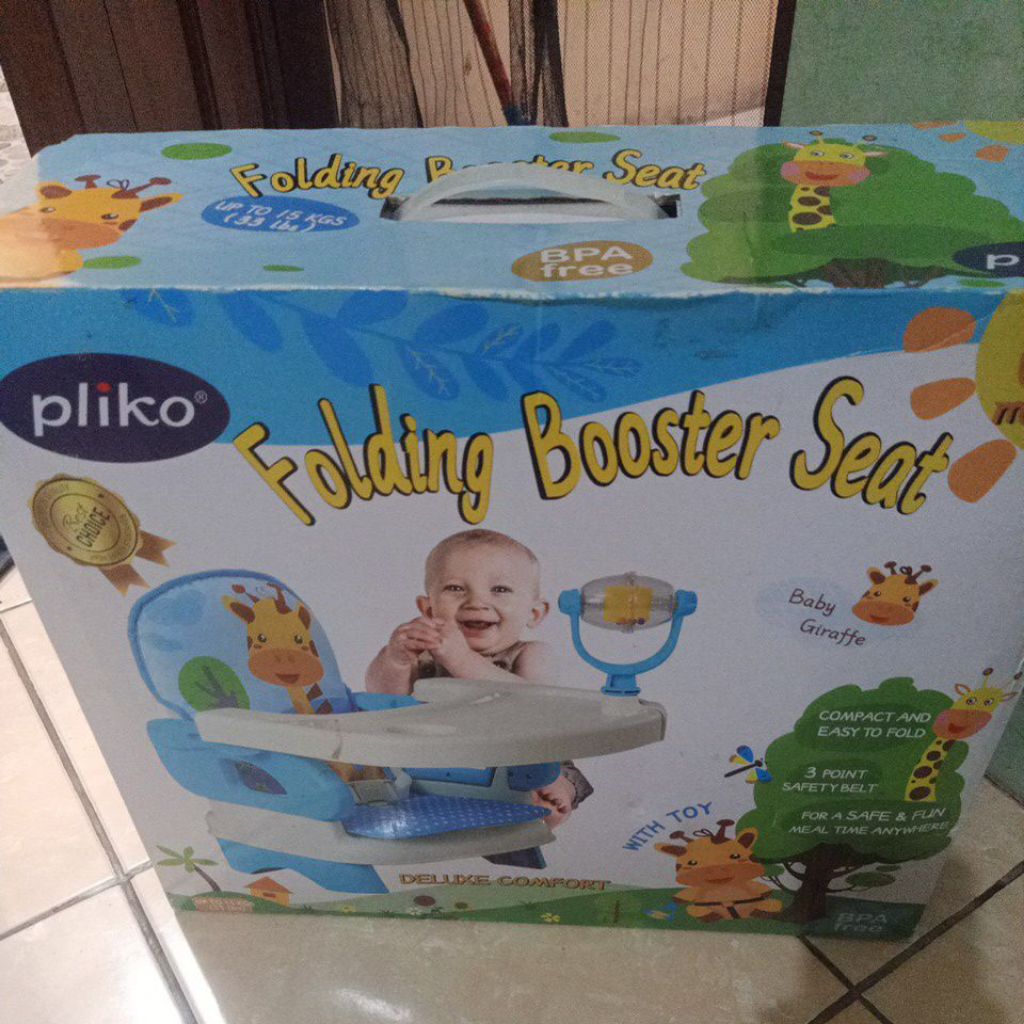 Folding Booster Seat
UP TO 15 KGS
(33 lbs)
BPA
free
p
pliko®
Folding Booster Seat
Best
CHOICE
Baby
Giraffe
COMPACT AND
EASY TO FOLD
3 POINT
SAFETY BELT
FOR A SAFE & FUN
MEAL TIME ANYWHERE
WITH TOY
DELUXE COMFORT
BPA
free